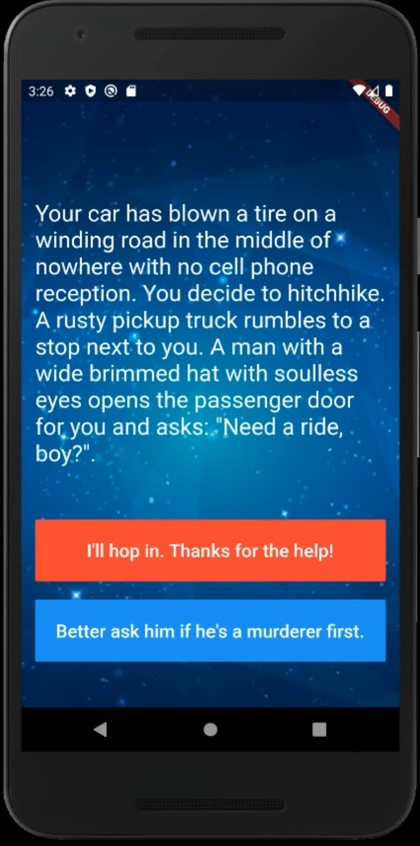 3:26
DEBUG
Your car has blown a tire on a
winding road in the middle of
nowhere with no cell phone
reception. You decide to hitchhike.
A rusty pickup truck rumbles to a
stop next to you. A man with a
wide brimmed hat with soulless
eyes opens the passenger door
for you and asks: "Need a ride,
boy?".
I'll hop in. Thanks for the help!
Better ask him if he's a murderer first.